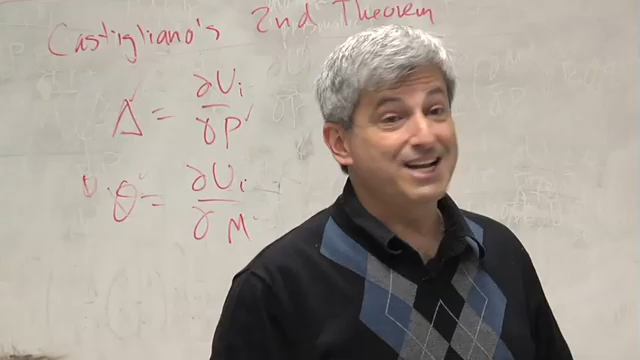 Castigliano's 2nd Theorem
Δ = ∂Ui/∂P
θ = ∂Ui/∂M